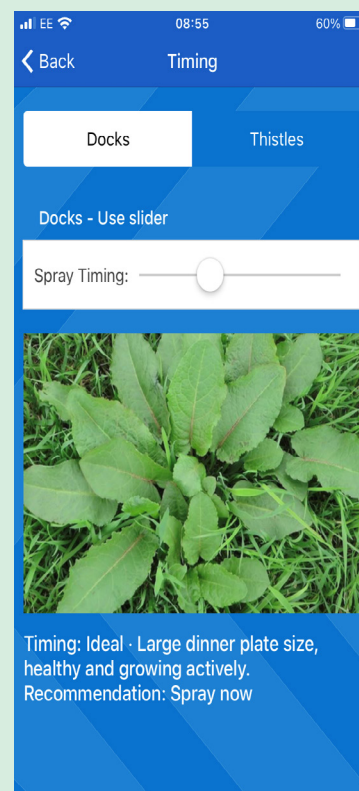 EE 08:55 60%
Back Timing
Docks Thistles
Docks - Use slider
Spray Timing:
Timing: Ideal · Large dinner plate size,
healthy and growing actively.
Recommendation: Spray now